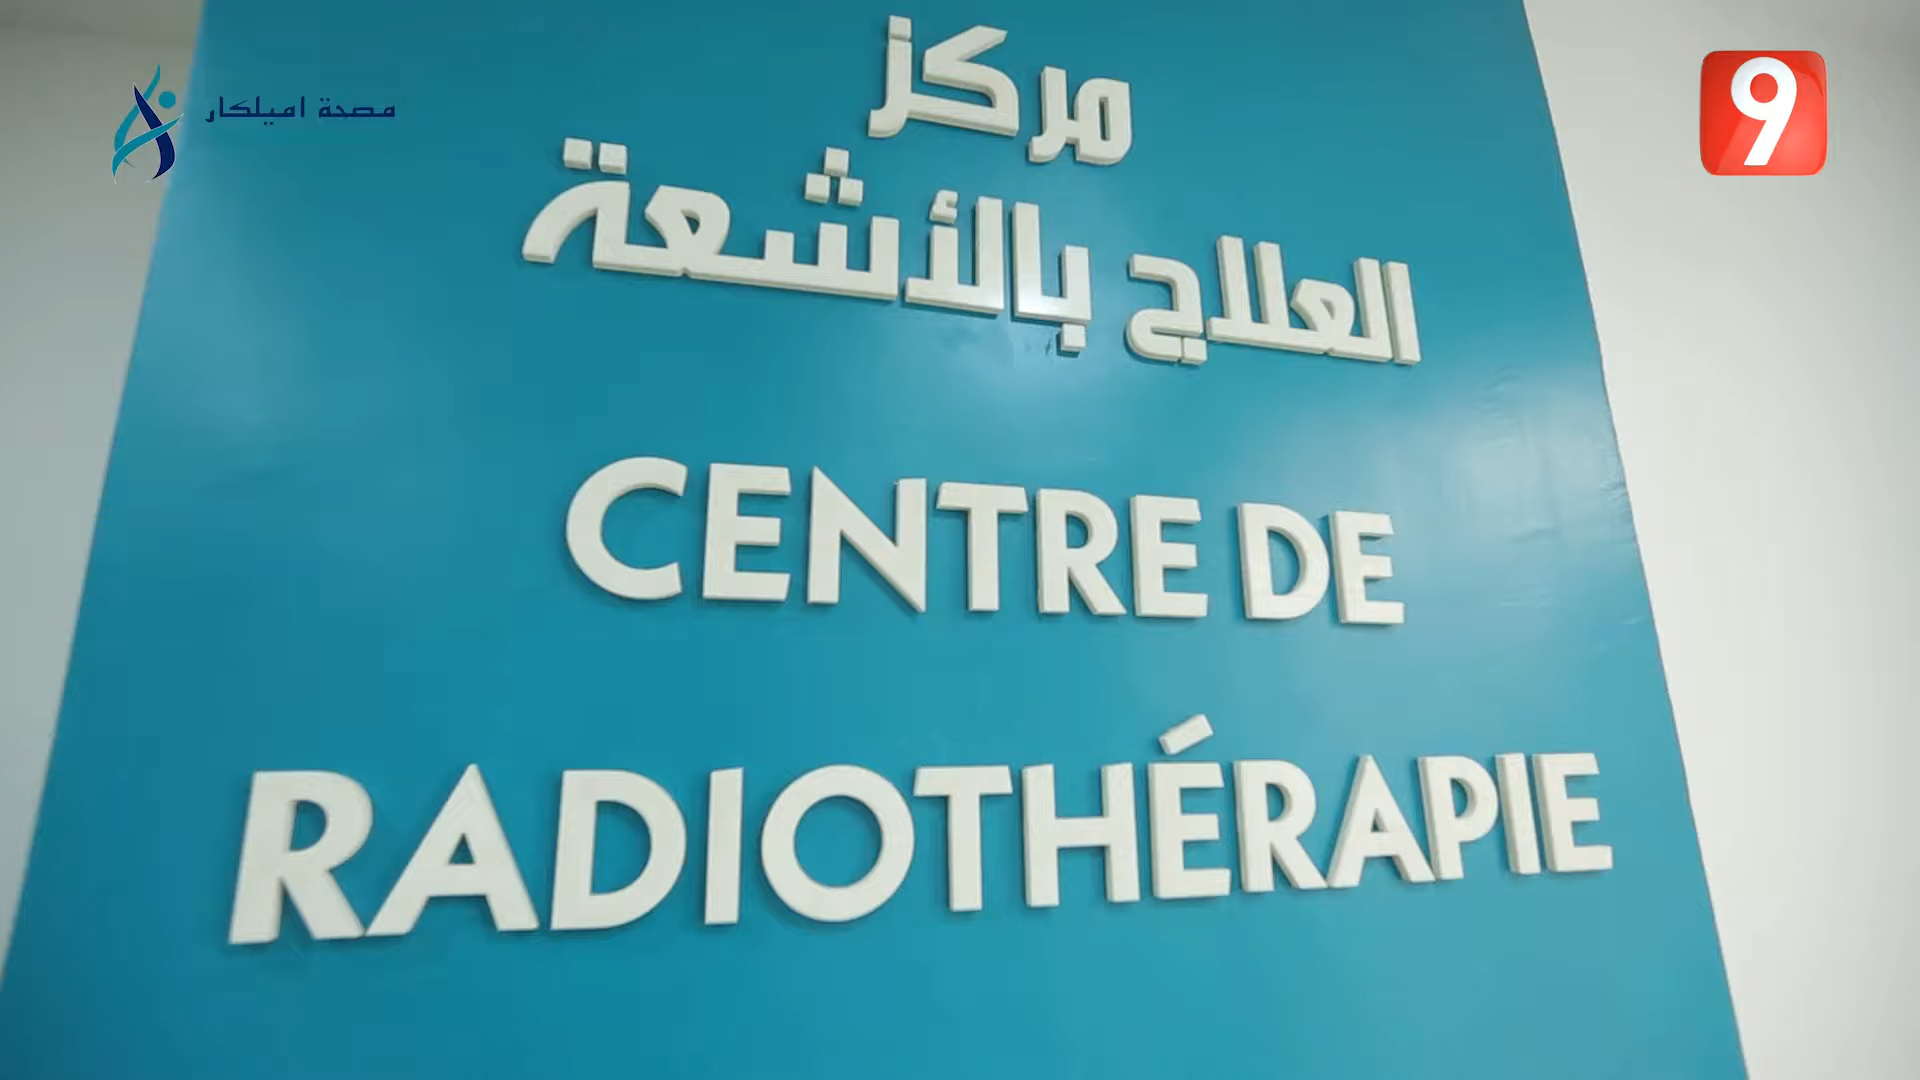 مصحة اميلكار
9
مركز
العلاج بالأشعة
CENTRE DE
RADIOTHÉRAPIE